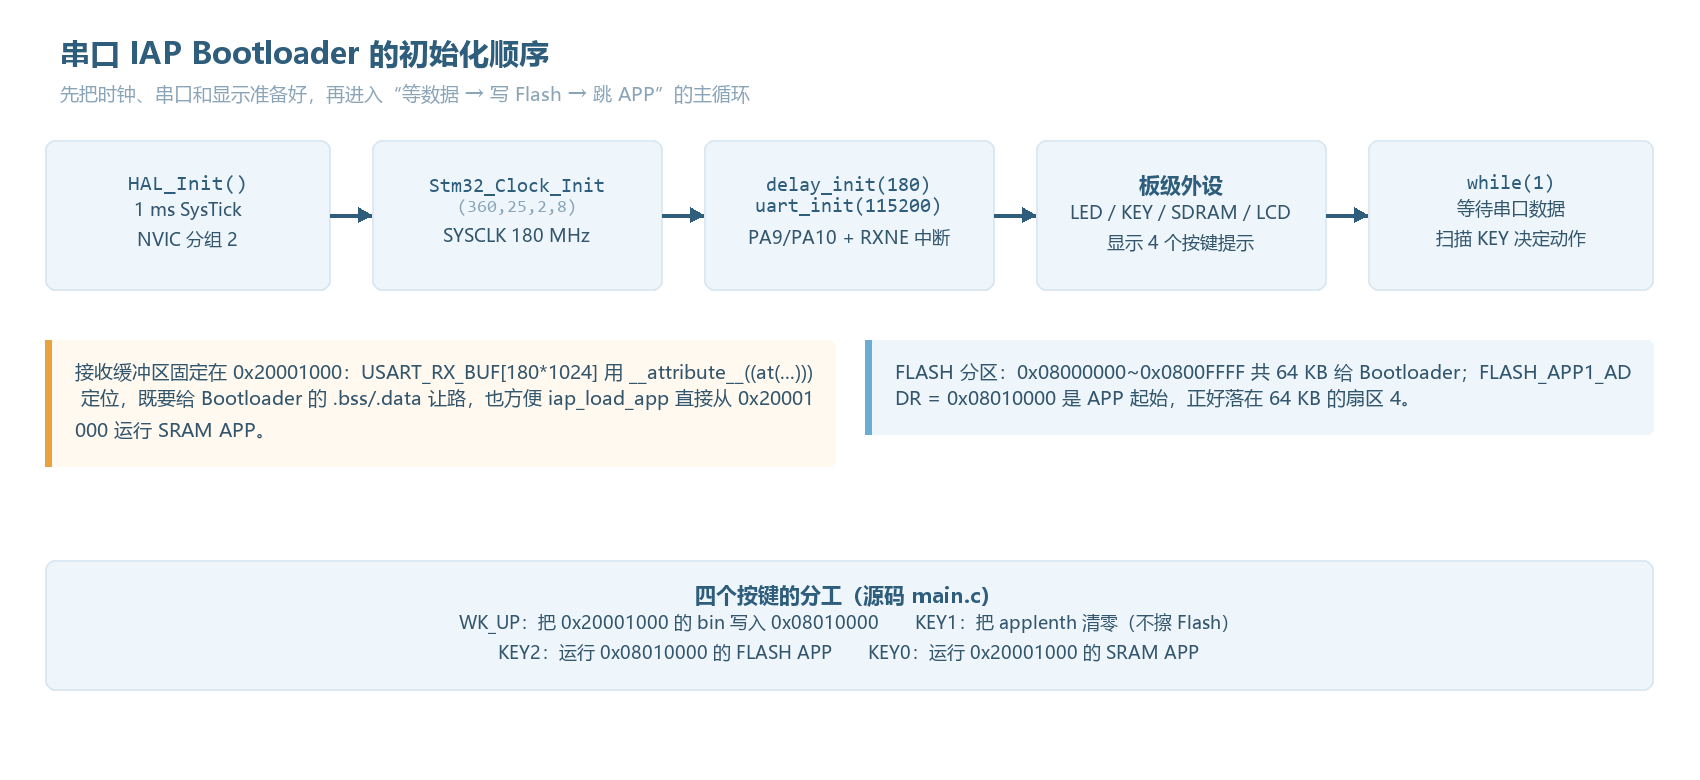 串口 IAP Bootloader 的初始化顺序
先把时钟、串口和显示准备好，再进入“等数据 → 写 Flash → 跳 APP”的主循环
HAL_Init()
1 ms SysTick
NVIC 分组 2
Stm32_Clock_Init
(360,25,2,8)
SYSCLK 180 MHz
delay_init(180)
uart_init(115200)
PA9/PA10 + RXNE 中断
板级外设
LED / KEY / SDRAM / LCD
显示 4 个按键提示
while(1)
等待串口数据
扫描 KEY 决定动作
接收缓冲区固定在 0x20001000：USART_RX_BUF[180*1024] 用 __attribute__((at(…)))
定位，既要给 Bootloader 的 .bss/.data 让路，也方便 iap_load_app 直接从 0x20001
000 运行 SRAM APP。
FLASH 分区：0x08000000~0x0800FFFF 共 64 KB 给 Bootloader；FLASH_APP1_AD
DR = 0x08010000 是 APP 起始，正好落在 64 KB 的扇区 4。
四个按键的分工（源码 main.c）
WK_UP：把 0x20001000 的 bin 写入 0x08010000  KEY1：把 applenth 清零（不擦 Flash）
KEY2：运行 0x08010000 的 FLASH APP  KEY0：运行 0x20001000 的 SRAM APP